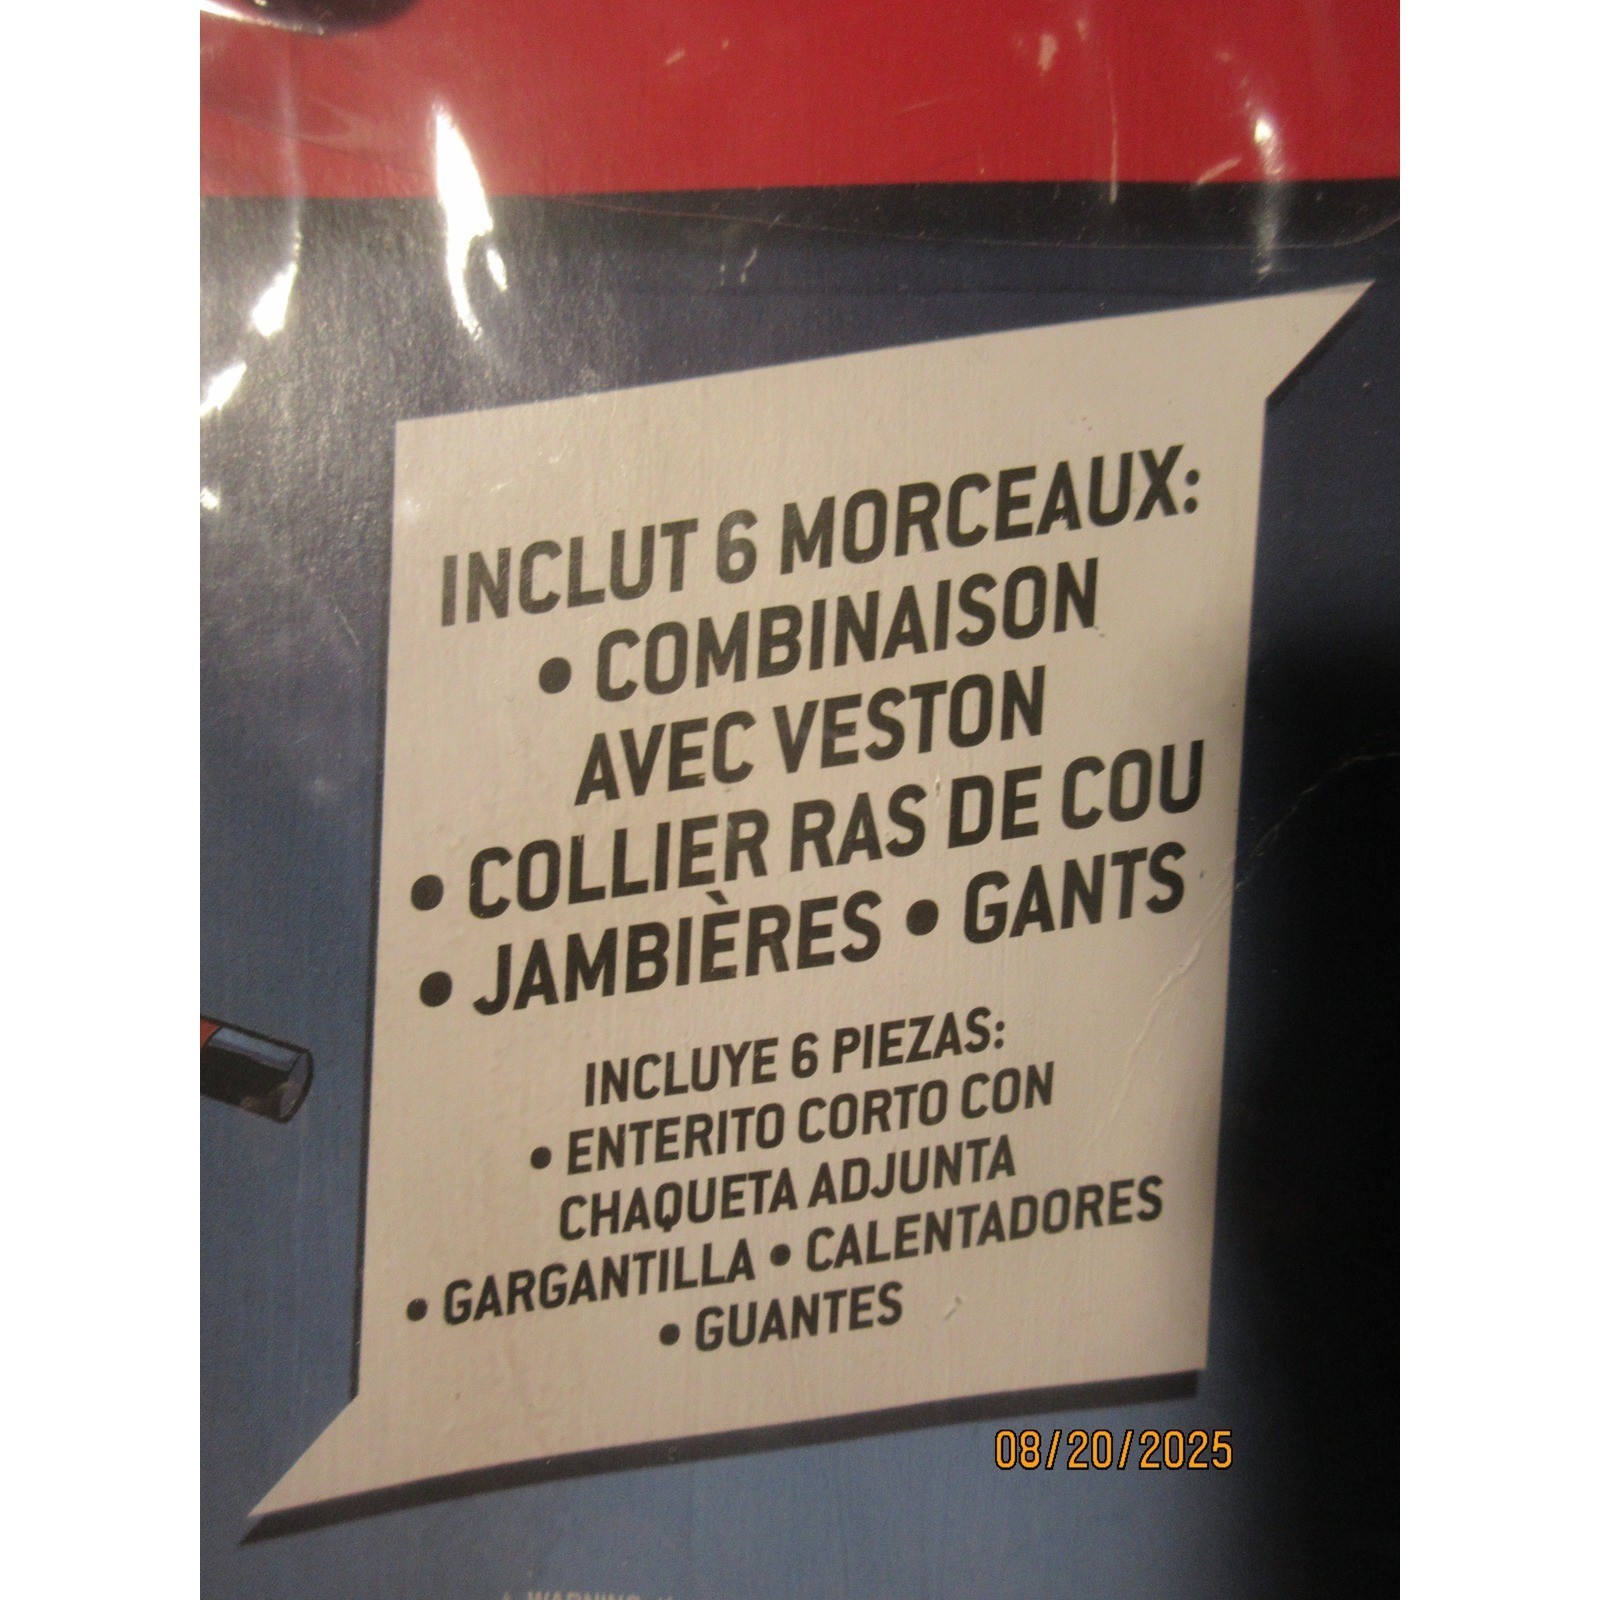 INCLUT 6 MORCEAUX:
• COMBINAISON
AVEC VESTON
• COLLIER RAS DE COU
• JAMBIÈRES • GANTS
INCLUYE 6 PIEZAS:
• ENTERITO CORTO CON
CHAQUETA ADJUNTA
• GARGANTILLA • CALENTADORES
• GUANTES
08/20/2025